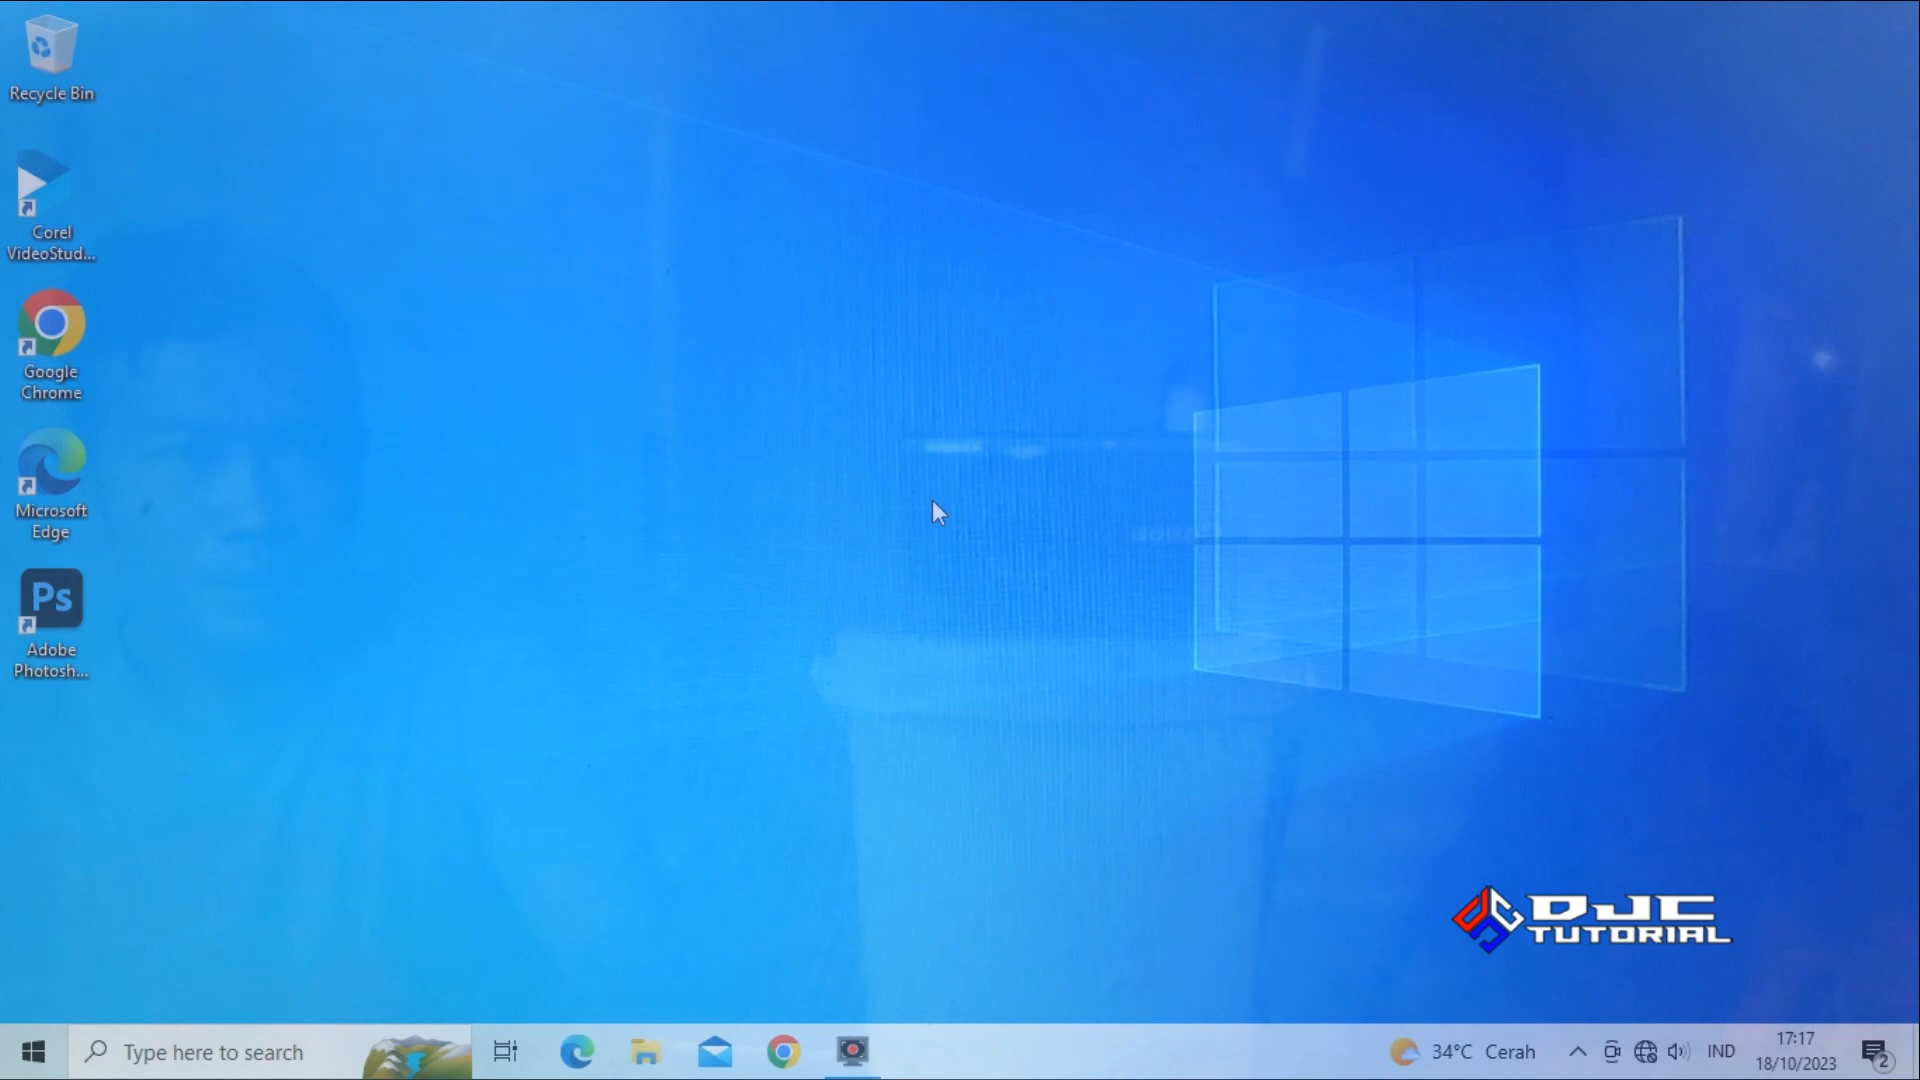 Recycle Bin
Corel
VideoStud...
Google
Chrome
Microsoft
Edge
Ps
Adobe
Photosh...
DJC
TUTORIAL
Type here to search
34°C Cerah
IND
17:17
18/10/2023
2